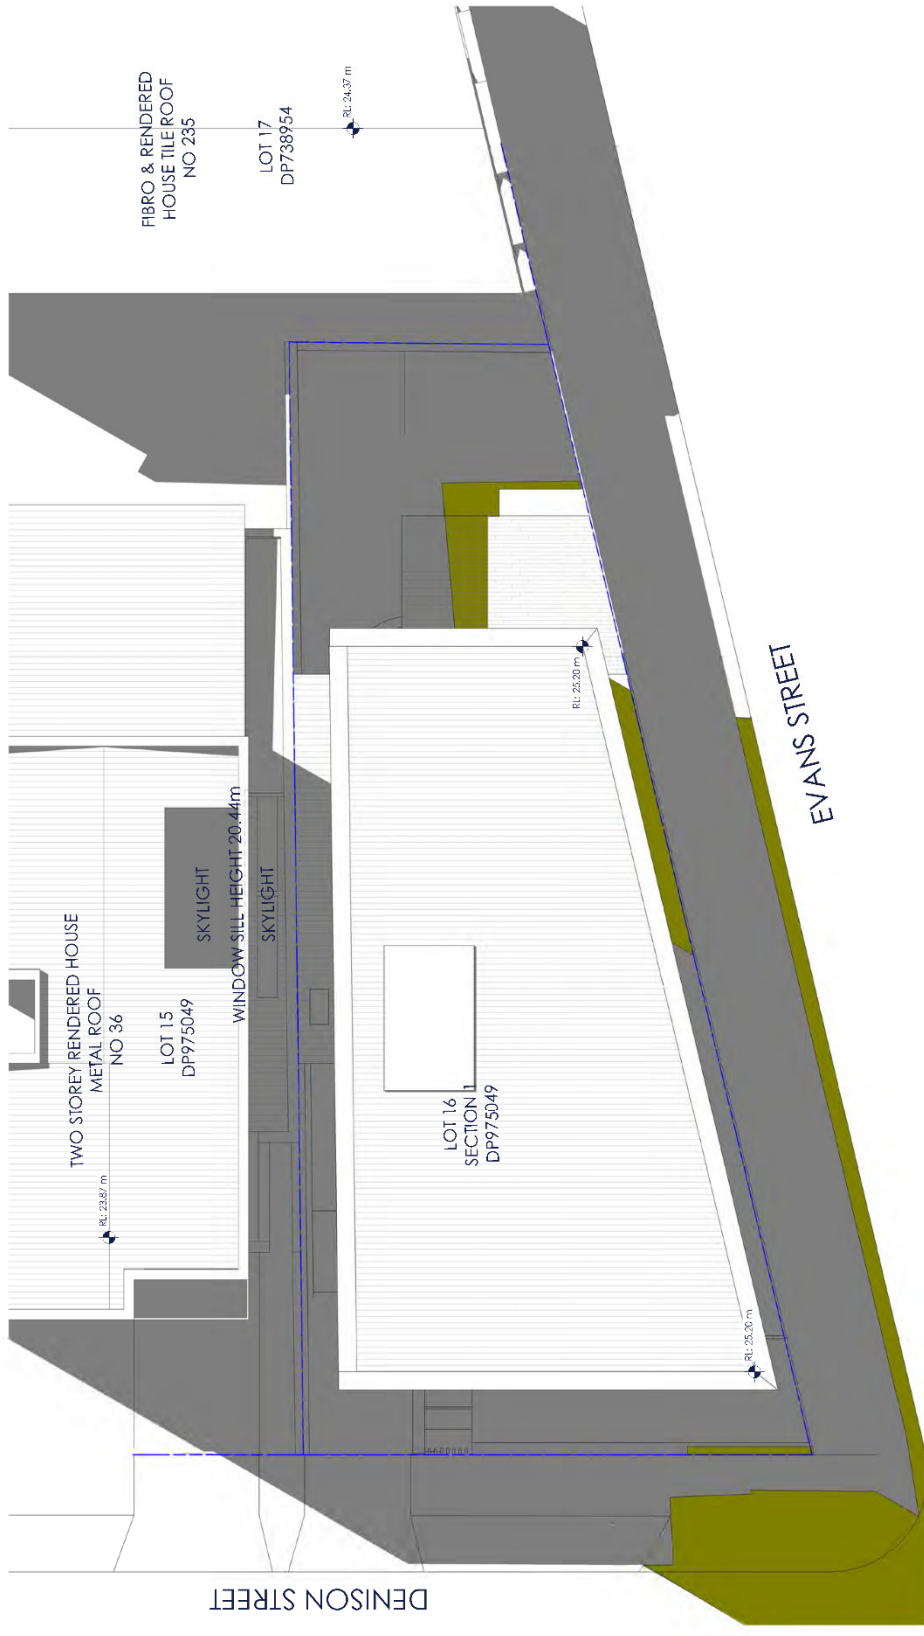 FIBRO & RENDERED
HOUSE TILE ROOF
NO 235
LOT 17
DP738954
RL: 24.37 m
TWO STOREY RENDERED HOUSE
METAL ROOF
NO 36
LOT 15
DP975049
SKYLIGHT
WINDOW SILL HEIGHT 20.44m
SKYLIGHT
RL: 23.87 m
RL: 25.20 m
LOT 16
SECTION 1
DP975049
RL: 25.20 m
EVANS STREET
DENISON STREET